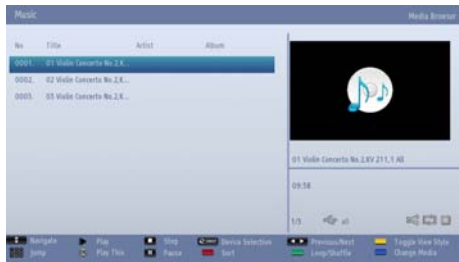 Music Media Browser
No Title Artist Album
0001. 01 Violin Concerto No.2,K...
0002. 02 Violin Concerto No.2,K...
0003. 03 Violin Concerto No.2,K...
01 Violin Concerto No.2,KV 211,1 All
09:38
1/3 x1
Navigate Play Stop Device Selection Previous/Next Toggle View Style
Jump Play This Pause Sort Loop/Shuffle Change Media